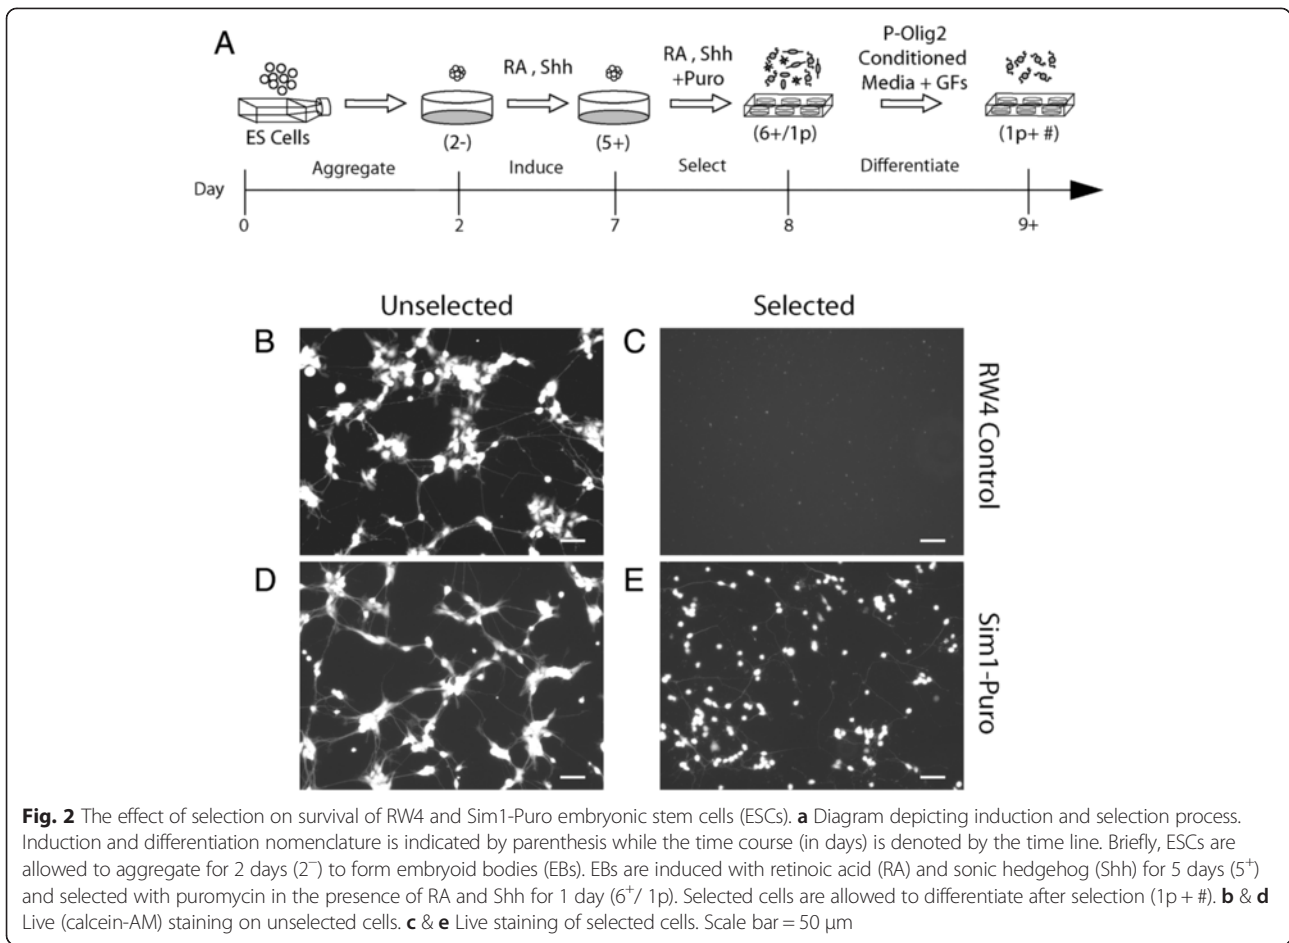 A
RA , Shh
RA , Shh
+Puro
P-Olig2
Conditioned
Media + GFs
ES Cells
(2-)
(5+)
(6+/1p)
(1p+ #)
Day
Aggregate
Induce
Select
Differentiate
0
2
7
8
9+
Unselected
Selected
B
C
RW4 Control
D
E
Sim1-Puro
Fig. 2 The effect of selection on survival of RW4 and Sim1-Puro embryonic stem cells (ESCs). a Diagram depicting induction and selection process.
Induction and differentiation nomenclature is indicated by parenthesis while the time course (in days) is denoted by the time line. Briefly, ESCs are
allowed to aggregate for 2 days (2⁻) to form embryoid bodies (EBs). EBs are induced with retinoic acid (RA) and sonic hedgehog (Shh) for 5 days (5⁺)
and selected with puromycin in the presence of RA and Shh for 1 day (6⁺/ 1p). Selected cells are allowed to differentiate after selection (1p + #). b & d
Live (calcein-AM) staining on unselected cells. c & e Live staining of selected cells. Scale bar = 50 μm